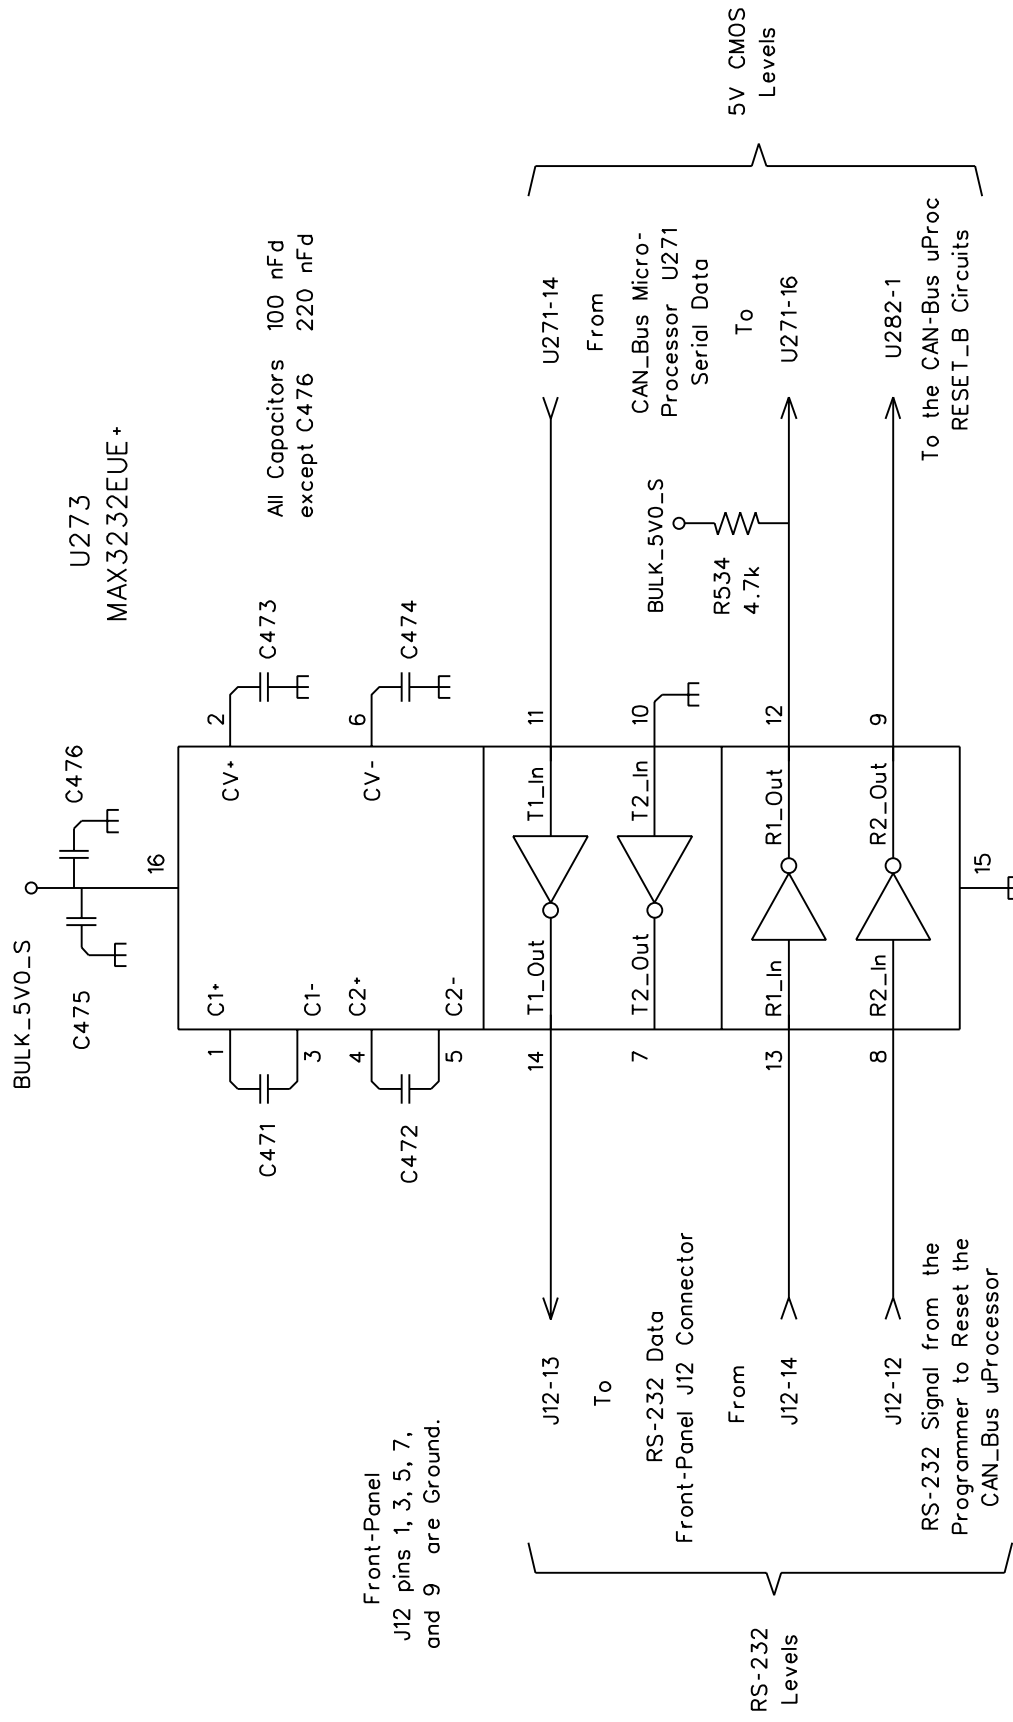 U273
MAX3232EUE+
BULK_5V0_S
C475
C476
16
All Capacitors 100 nFd
except C476 220 nFd
1
C1+
C471
3
C1-
4
C2+
C472
5
C2-
CV+
2
C473
CV-
6
C474
Front-Panel
J12 pins 1, 3, 5, 7,
and 9 are Ground.
J12-13
14
T1_Out
T1_In
11
U271-14
To
From
RS-232 Data
Front-Panel J12 Connector
7
T2_Out
T2_In
10
BULK_5V0_S
R534
4.7k
CAN_Bus Micro-
Processor U271
Serial Data
From
To
J12-14
13
R1_In
R1_Out
12
U271-16
J12-12
8
R2_In
R2_Out
9
U282-1
RS-232 Signal from the
Programmer to Reset the
CAN_Bus uProcessor
15
To the CAN-Bus uProc
RESET_B Circuits
RS-232
Levels
5V CMOS
Levels